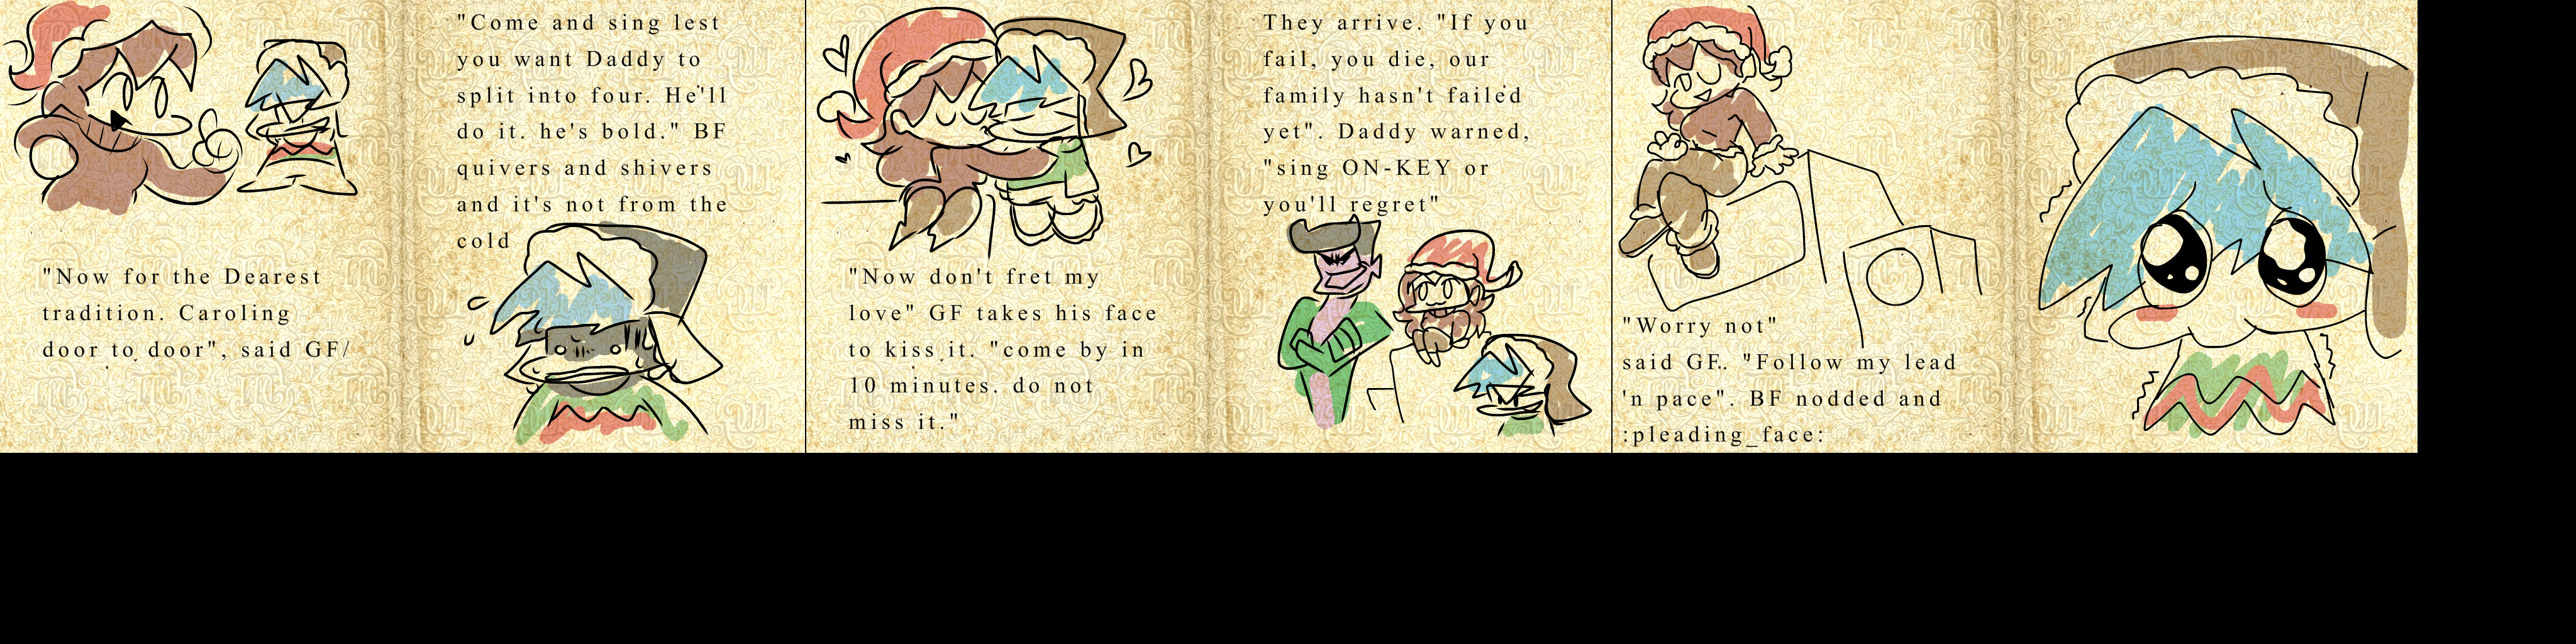 "Now for the Dearest
tradition. Caroling
door to door", said GF/
"Come and sing lest
you want Daddy to
split into four. He'll
do it. he's bold." BF
quivers and shivers
and it's not from the
cold
"Now don't fret my
love" GF takes his face
to kiss it. "come by in
10 minutes. do not
miss it."
They arrive. "If you
fail, you die, our
family hasn't failed
yet". Daddy warned,
"sing ON-KEY or
you'll regret"
"Worry not"
said GF.. "Follow my lead
'n pace". BF nodded and
:pleading_face: